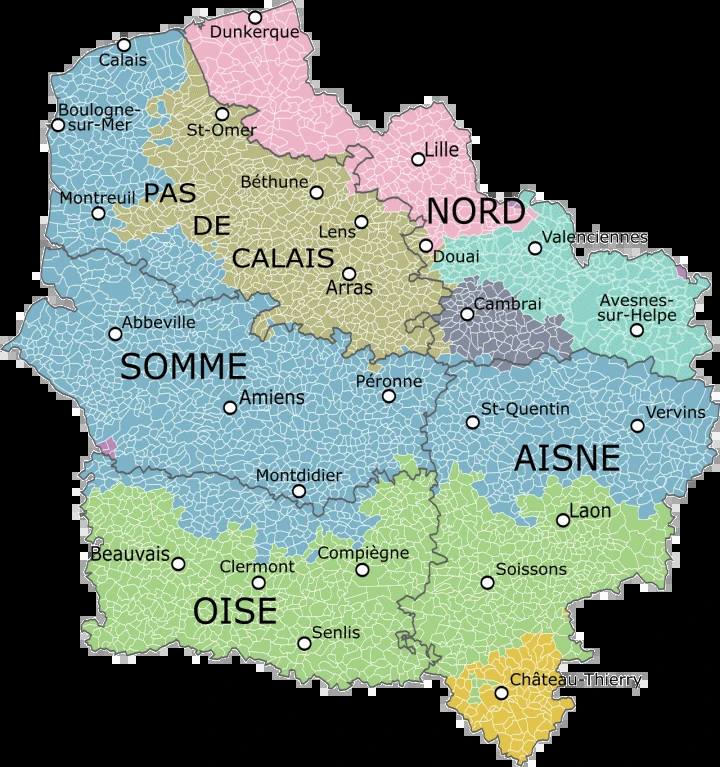 Dunkerque
Calais
Boulogne-
sur-Mer
St-Omer
Lille
Béthune
PAS
Montreuil
NORD
Lens
DE
Valenciennes
Douai
CALAIS
Arras
Cambrai
Avesnes-
sur-Helpe
Abbeville
SOMME
Péronne
Amiens
St-Quentin
Vervins
AISNE
Montdidier
Laon
Beauvais
Compiègne
Clermont
Soissons
OISE
Senlis
Château-Thierry